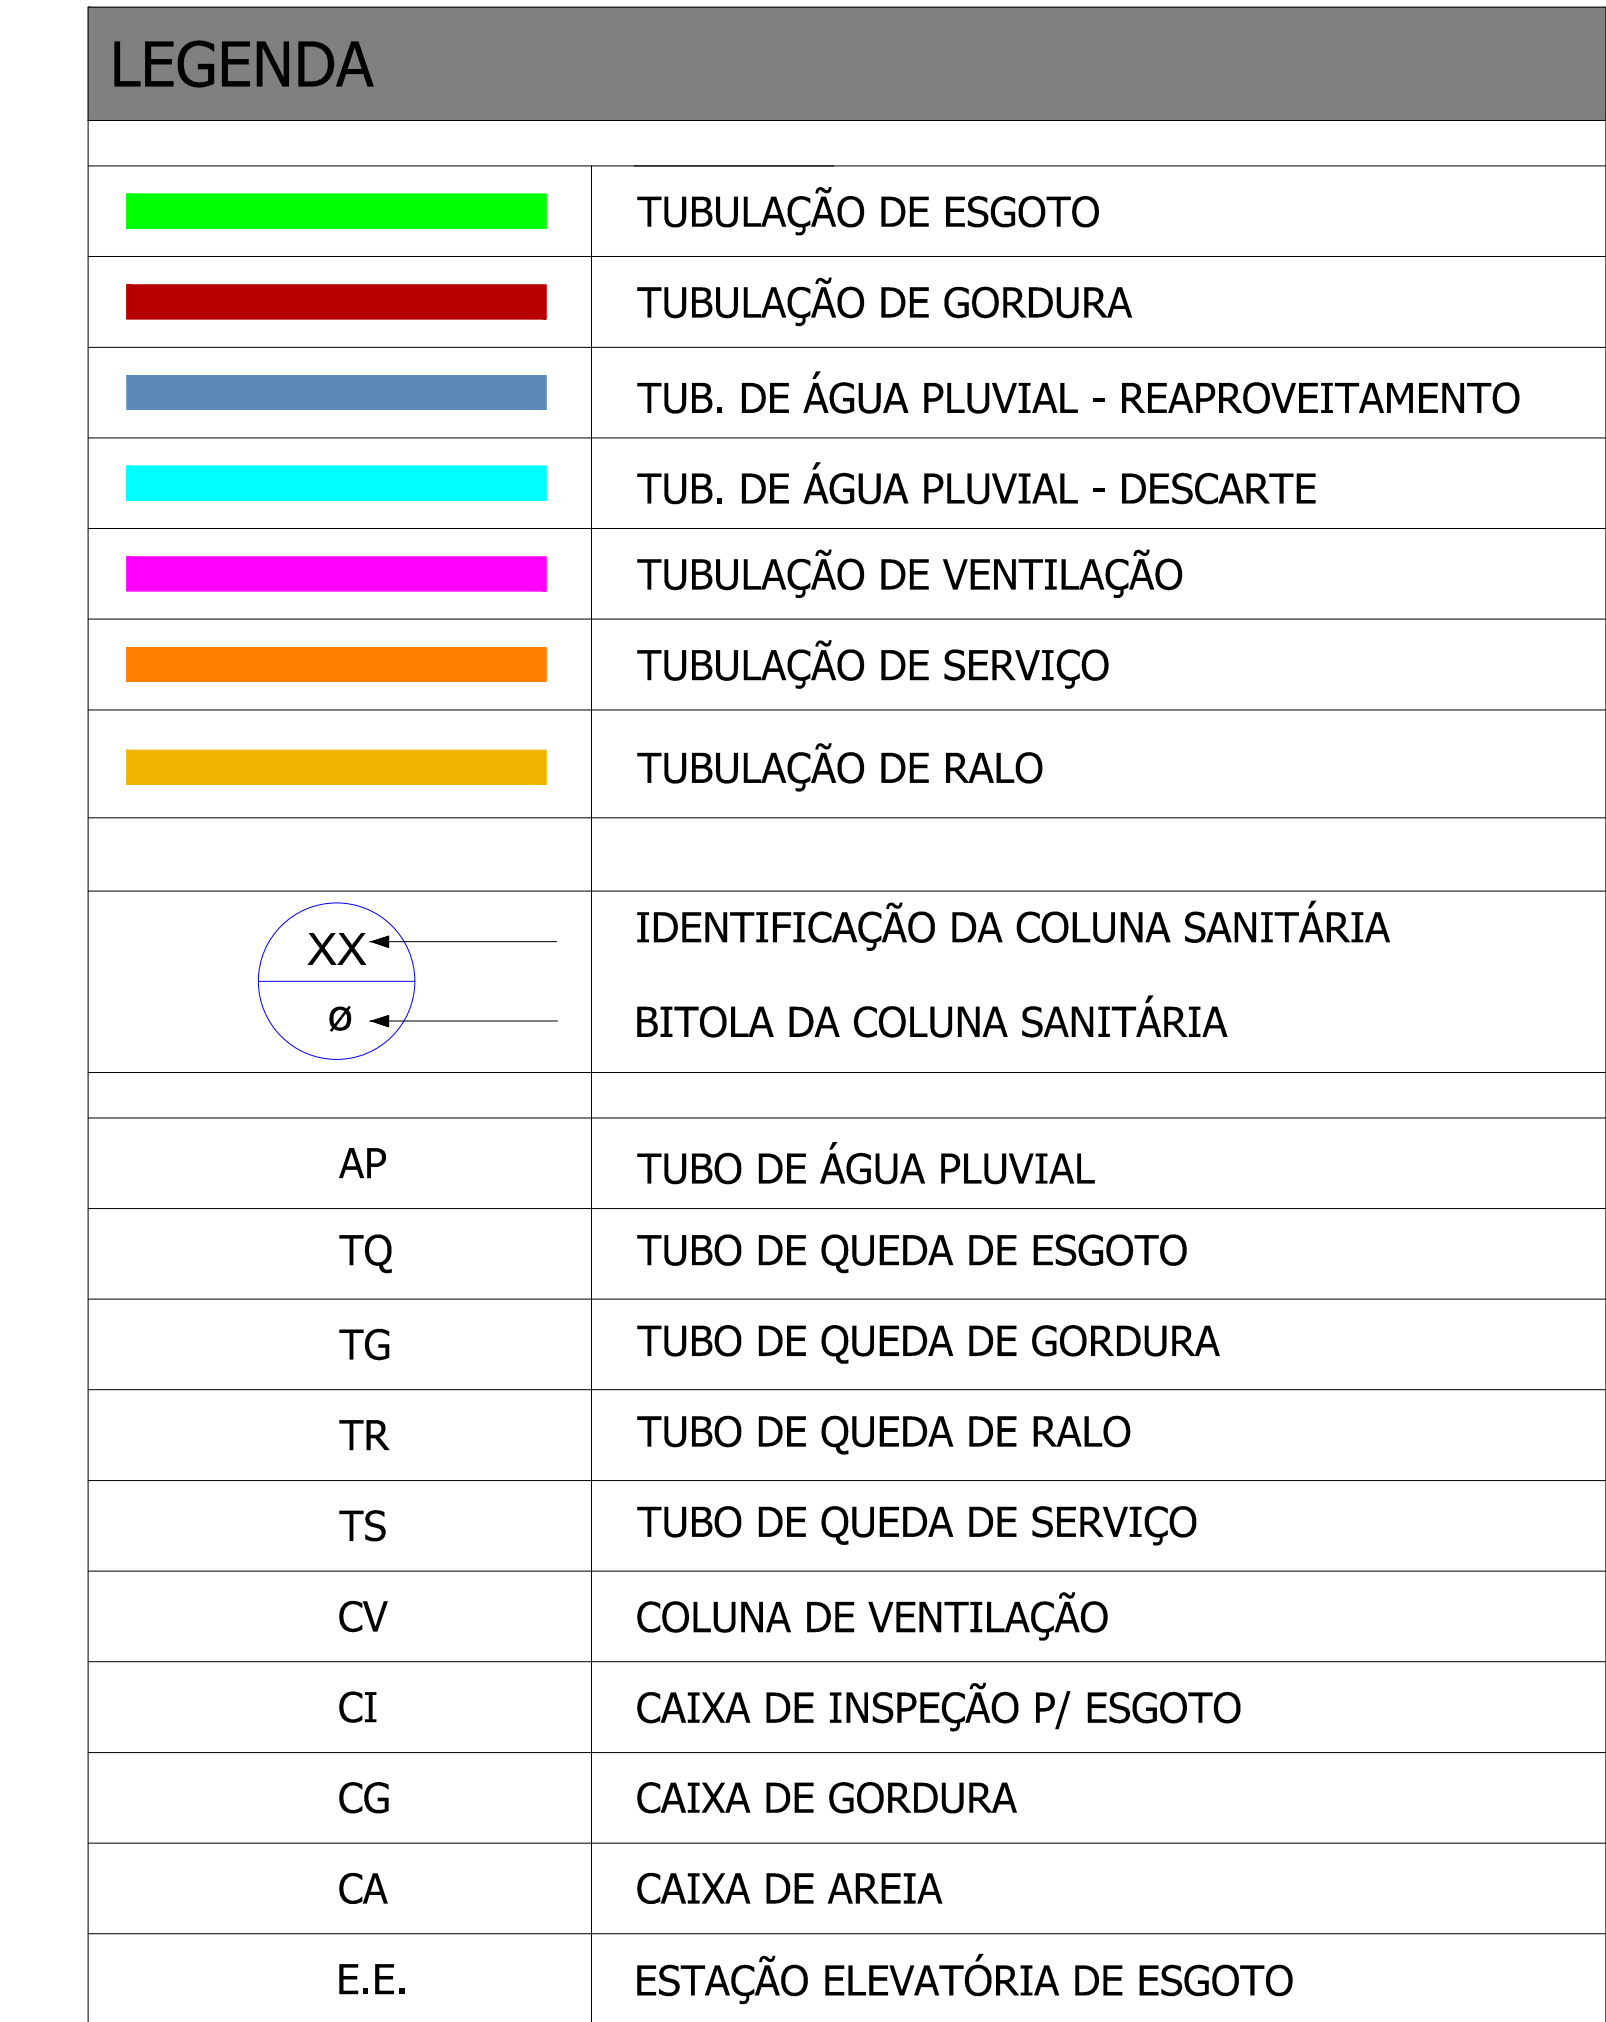 LEGENDA
TUBULAÇÃO DE ESGOTO
TUBULAÇÃO DE GORDURA
TUB. DE ÁGUA PLUVIAL - REAPROVEITAMENTO
TUB. DE ÁGUA PLUVIAL - DESCARTE
TUBULAÇÃO DE VENTILAÇÃO
TUBULAÇÃO DE SERVIÇO
TUBULAÇÃO DE RALO
XX IDENTIFICAÇÃO DA COLUNA SANITÁRIA
ø BITOLA DA COLUNA SANITÁRIA
AP TUBO DE ÁGUA PLUVIAL
TQ TUBO DE QUEDA DE ESGOTO
TG TUBO DE QUEDA DE GORDURA
TR TUBO DE QUEDA DE RALO
TS TUBO DE QUEDA DE SERVIÇO
CV COLUNA DE VENTILAÇÃO
CI CAIXA DE INSPEÇÃO P/ ESGOTO
CG CAIXA DE GORDURA
CA CAIXA DE AREIA
E.E. ESTAÇÃO ELEVATÓRIA DE ESGOTO